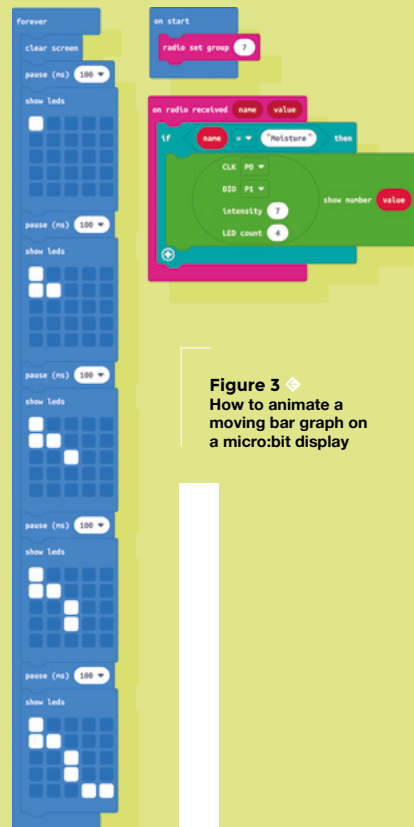 forever
clear screen
pause (ms) 100
show leds
pause (ms) 100
show leds
pause (ms) 100
show leds
pause (ms) 100
show leds
pause (ms) 100
show leds
on start
radio set group 7
on radio received name value
if name = "Moisture" then
CLK P0
DIO P1
intensity 7
LED count 4
show number value
Figure 3
How to animate a
moving bar graph on
a micro:bit display